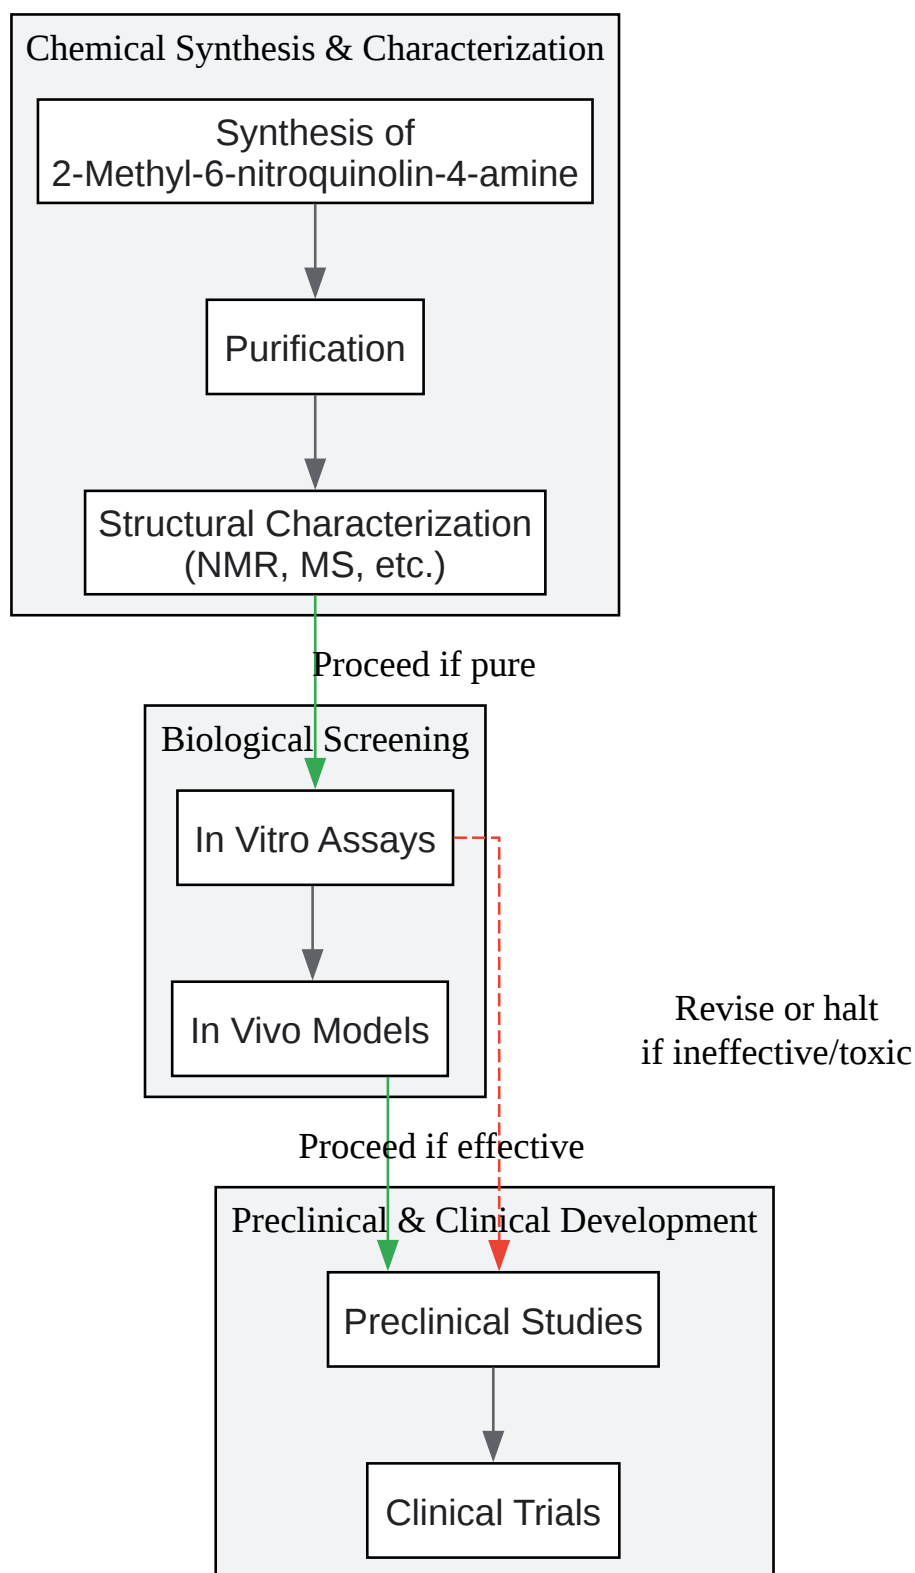 Chemical Synthesis & Characterization
Synthesis of
2-Methyl-6-nitroquinolin-4-amine
Purification
Structural Characterization
(NMR, MS, etc.)
Proceed if pure
Biological Screening
In Vitro Assays
In Vivo Models
Revise or halt
if ineffective/toxic
Proceed if effective
Preclinical & Clinical Development
Preclinical Studies
Clinical Trials